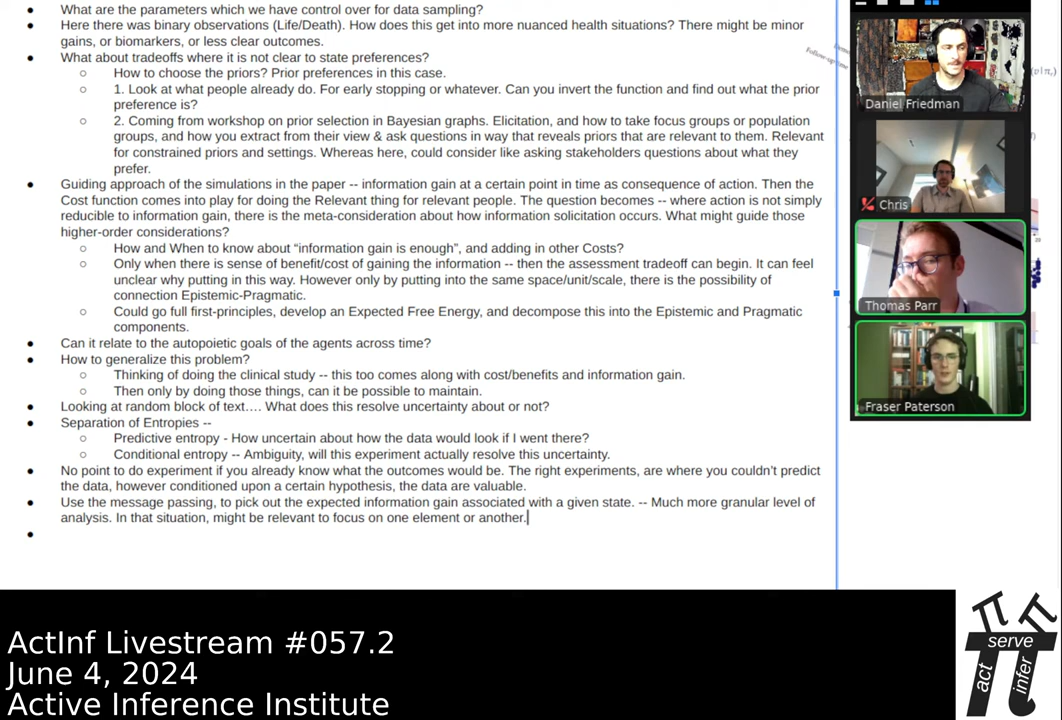 What are the parameters which we have control over for data sampling?
Here there was binary observations (Life/Death). How does this get into more nuanced health situations? There might be minor
gains, or biomarkers, or less clear outcomes.
What about tradeoffs where it is not clear to state preferences?
How to choose the priors? Prior preferences in this case.
1. Look at what people already do. For early stopping or whatever. Can you invert the function and find out what the prior
preference is?
2. Coming from workshop on prior selection in Bayesian graphs. Elicitation, and how to take focus groups or population
groups, and how you extract from their view & ask questions in way that reveals priors that are relevant to them. Relevant
for constrained priors and settings. Whereas here, could consider like asking stakeholders questions about what they
prefer.
Guiding approach of the simulations in the paper -- information gain at a certain point in time as consequence of action. Then the
Cost function comes into play for doing the Relevant thing for relevant people. The question becomes -- where action is not simply
reducible to information gain, there is the meta-consideration about how information solicitation occurs. What might guide those
higher-order considerations?
How and When to know about “information gain is enough”, and adding in other Costs?
Only when there is sense of benefit/cost of gaining the information -- then the assessment tradeoff can begin. It can feel
unclear why putting in this way. However only by putting into the same space/unit/scale, there is the possibility of
connection Epistemic-Pragmatic.
Could go full first-principles, develop an Expected Free Energy, and decompose this into the Epistemic and Pragmatic
components.
Can it relate to the autopoietic goals of the agents across time?
How to generalize this problem?
Thinking of doing the clinical study -- this too comes along with cost/benefits and information gain.
Then only by doing those things, can it be possible to maintain.
Looking at random block of text…. What does this resolve uncertainty about or not?
Separation of Entropies --
Predictive entropy - How uncertain about how the data would look if I went there?
Conditional entropy -- Ambiguity, will this experiment actually resolve this uncertainty.
No point to do experiment if you already know what the outcomes would be. The right experiments, are where you couldn't predict
the data, however conditioned upon a certain hypothesis, the data are valuable.
Use the message passing, to pick out the expected information gain associated with a given state. -- Much more granular level of
analysis. In that situation, might be relevant to focus on one element or another.
Daniel Friedman
Chris
Thomas Parr
Fraser Paterson
ActInf Livestream #057.2
June 4, 2024
Active Inference Institute
serve
act
infer